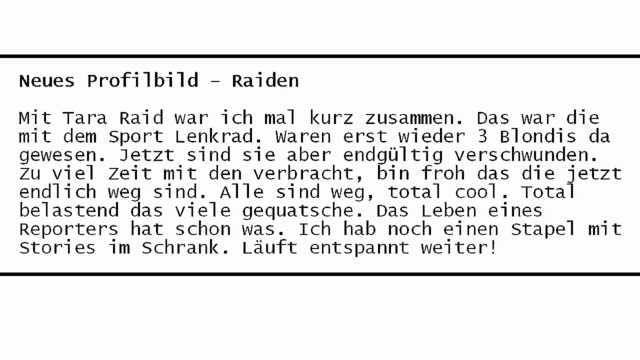 Neues Profilbild – Raiden
Mit Tara Raid war ich mal kurz zusammen. Das war die
mit dem Sport Lenkrad. Waren erst wieder 3 Blondis da
gewesen. Jetzt sind sie aber endgültig verschwunden.
Zu viel Zeit mit den verbracht, bin froh das die jetzt
endlich weg sind. Alle sind weg, total cool. Total
belastend das viele gequatsche. Das Leben eines
Reporters hat schon was. Ich hab noch einen Stapel mit
Stories im Schrank. Läuft entspannt weiter!